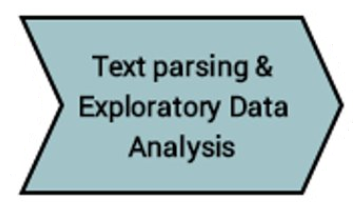 Text parsing &
Exploratory Data
Analysis